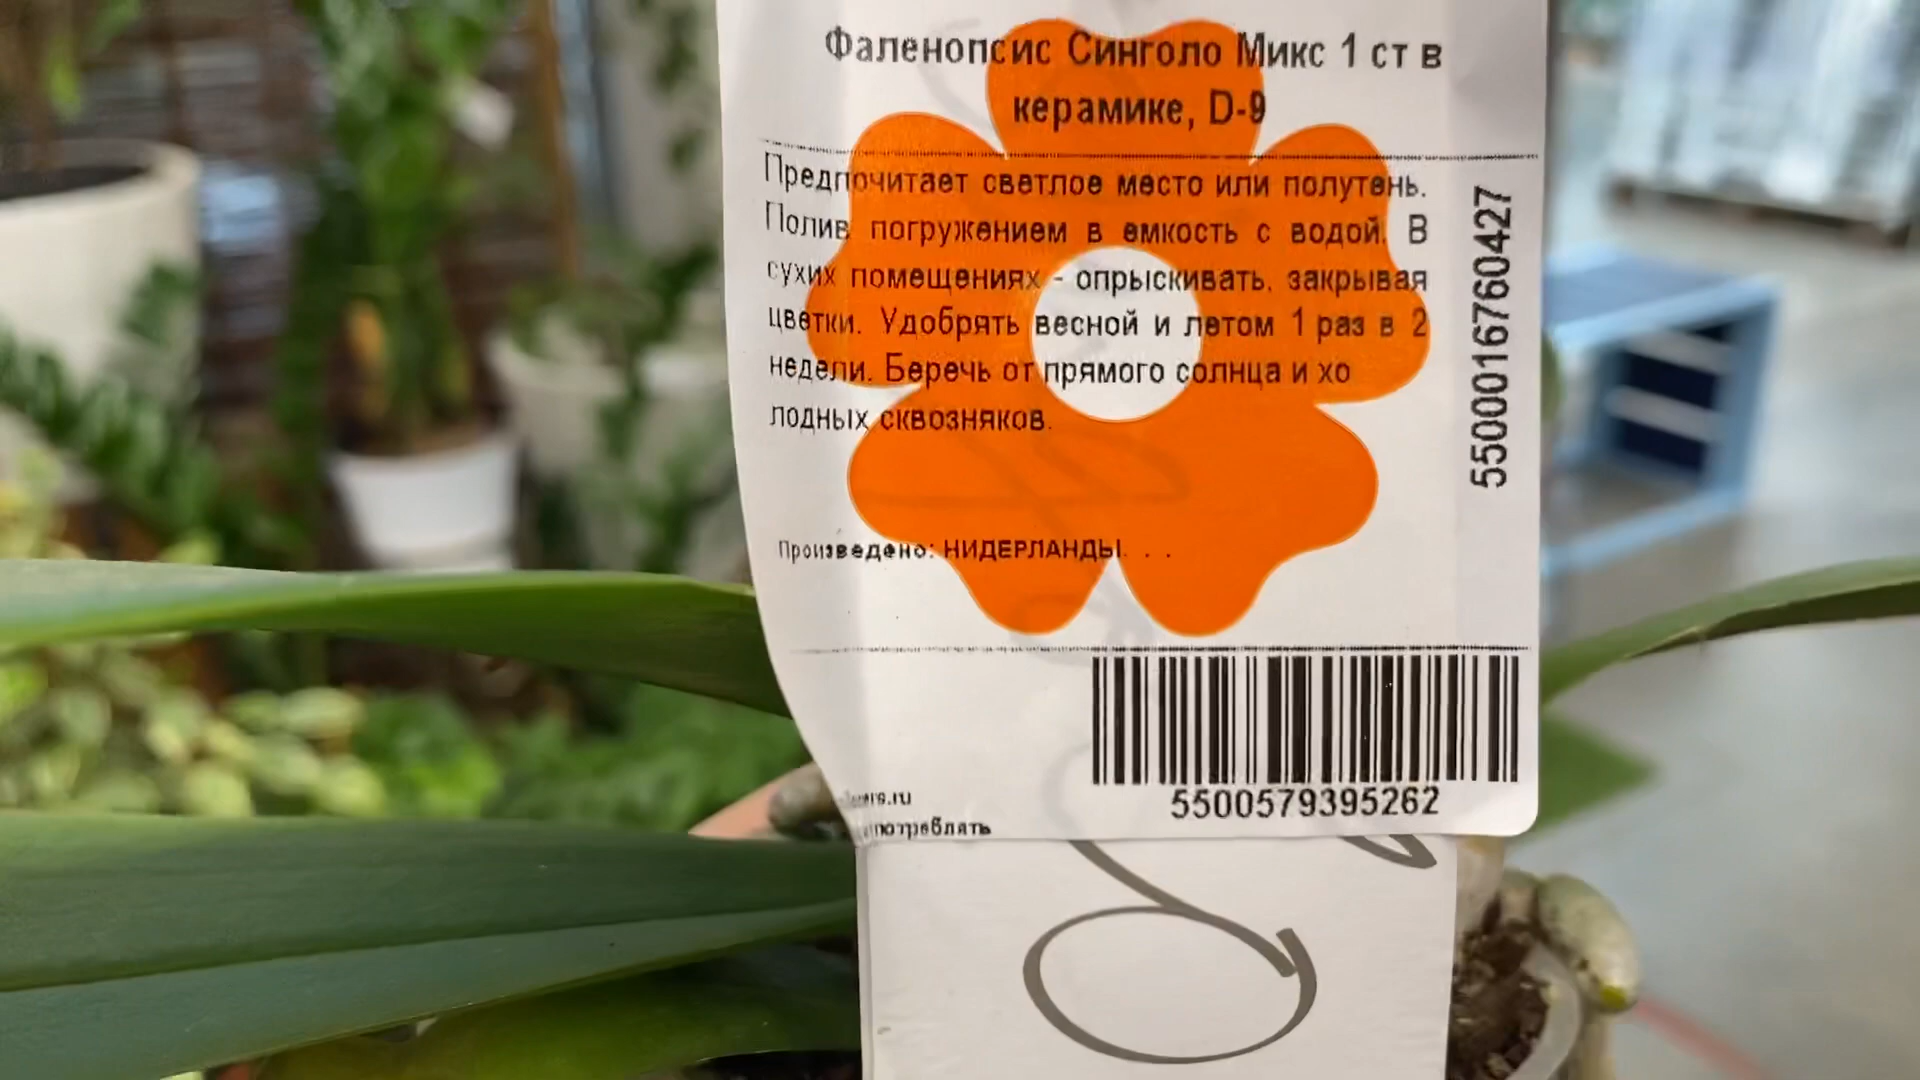 Фаленопсис Синголо Микс 1 ст в
керамике, D-9
Предпочитает светлое место или полутень.
Полив погружением в емкость с водой. В
сухих помещениях - опрыскивать, закрывая
цветки. Удобрять весной и летом 1 раз в 2
недели. Беречь от прямого солнца и хо
лодных сквозняков.
Произведено: НИДЕРЛАНДЫ. . .
5500016760427
5500579395262
потреблять